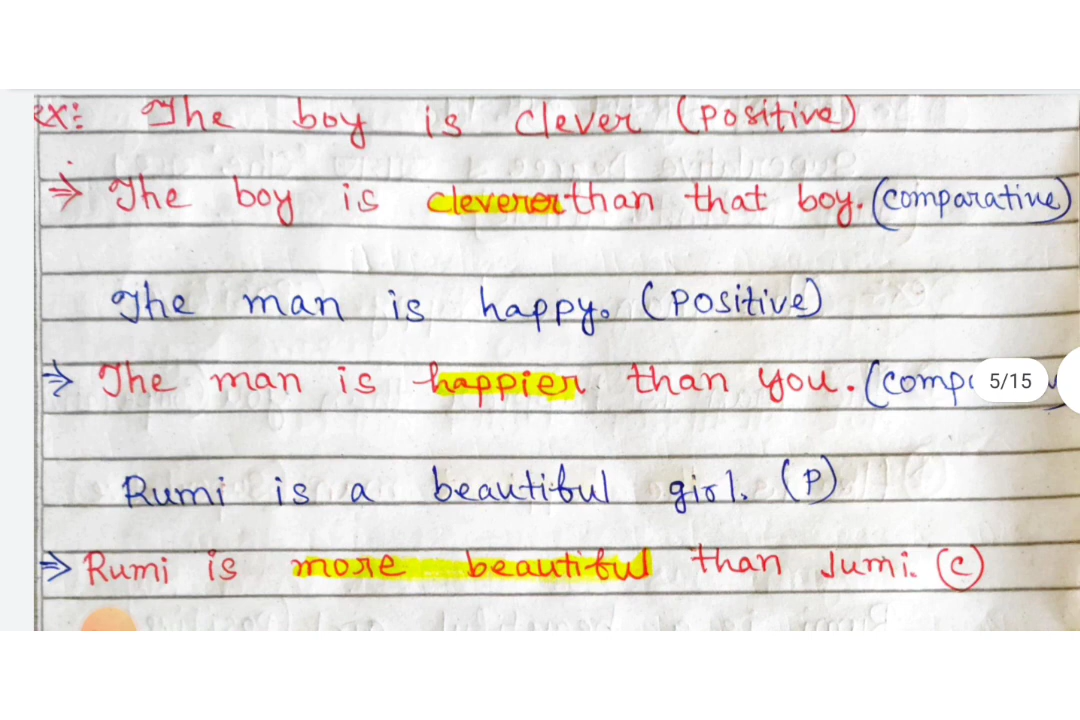 ex: The boy is clever (Positive)
⇒ The boy is cleverer than that boy. (comparative)
The man is happy. (Positive)
⇒ The man is happier than you. (comp
5/15
Rumi is a beautiful girl. (P)
⇒ Rumi is more beautiful than Jumi. (C)